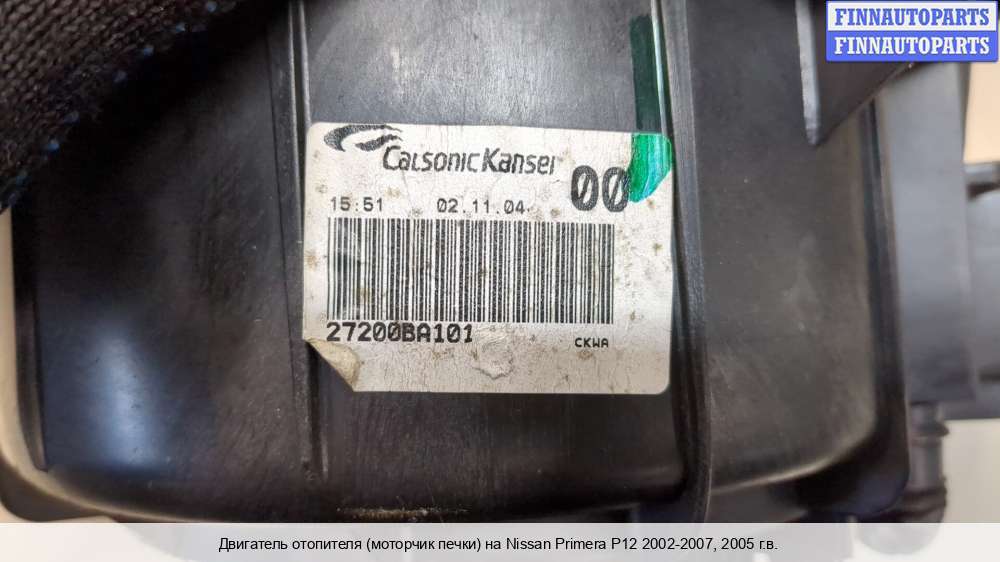 FINNAUTOPARTS
FINNAUTOPARTS
CalsonicKansei
00
15:51 02.11.04
27200BA101
CKWA
Двигатель отопителя (моторчик печки) на Nissan Primera P12 2002-2007, 2005 г.в.